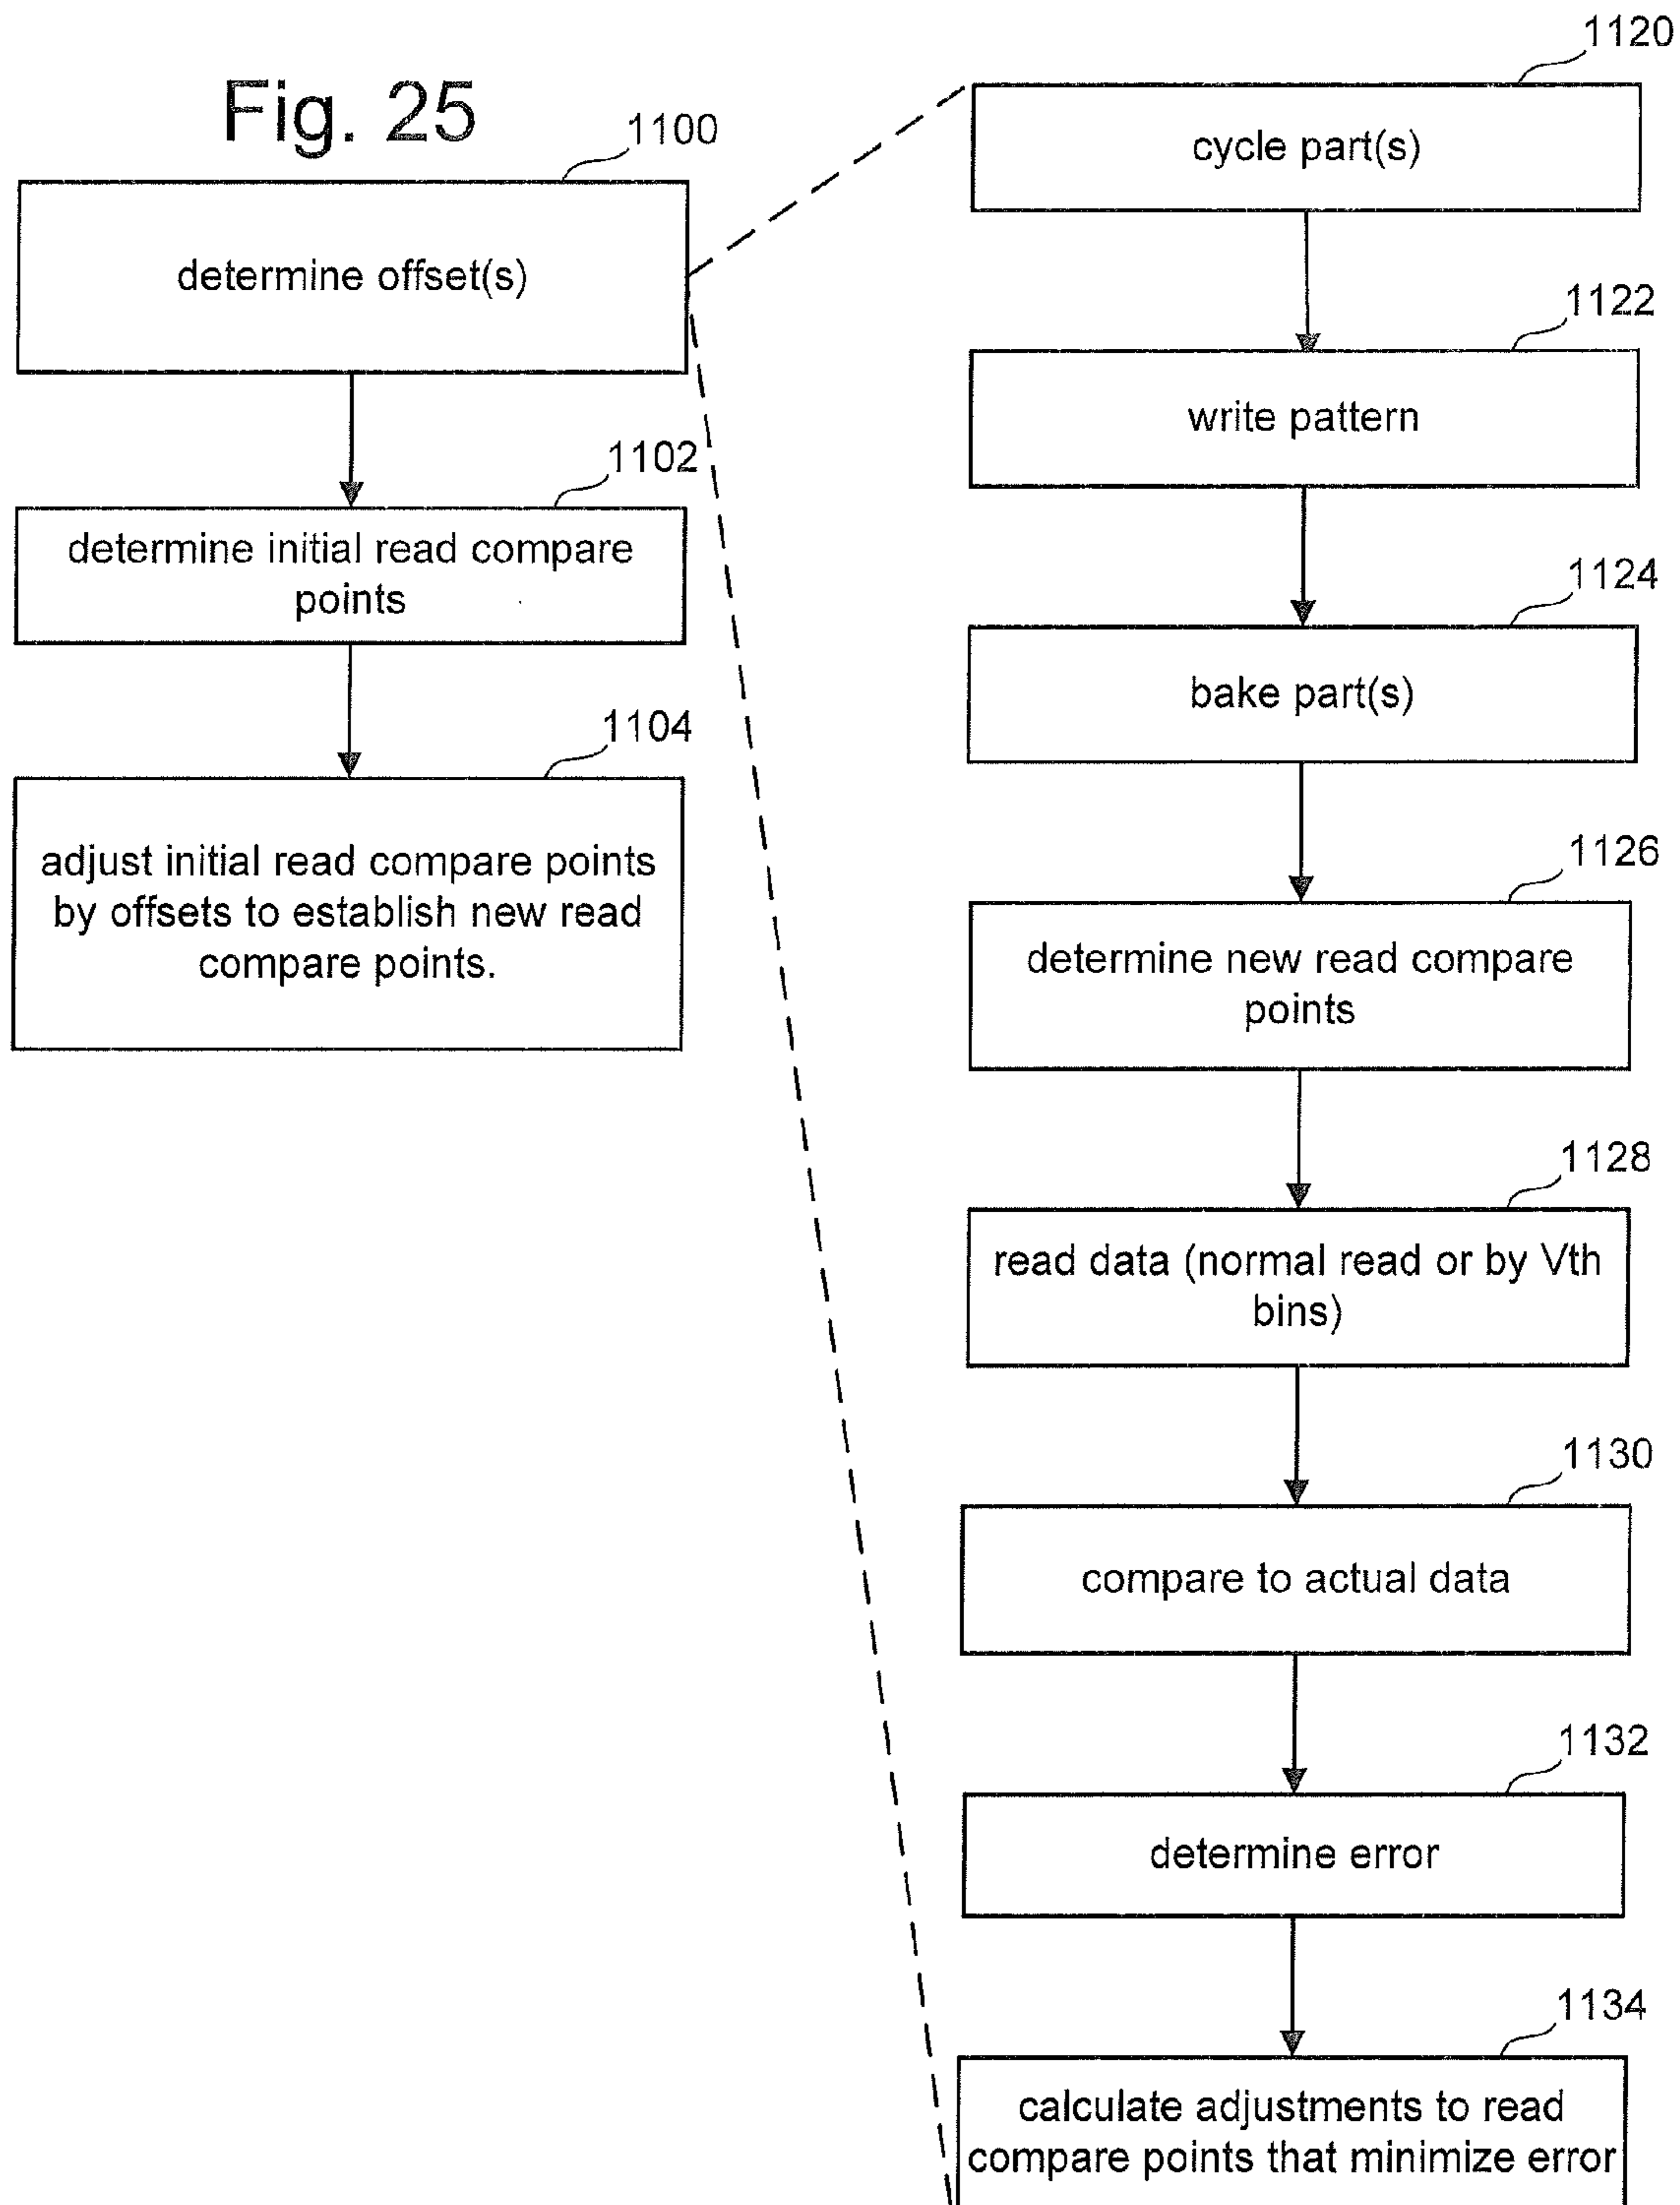 Fig. 25
1100
determine offset(s)
1102
determine initial read compare
points
1104
adjust initial read compare points
by offsets to establish new read
compare points.
1120
cycle part(s)
1122
write pattern
1124
bake part(s)
1126
determine new read compare
points
1128
read data (normal read or by Vth
bins)
1130
compare to actual data
1132
determine error
1134
calculate adjustments to read
compare points that minimize error